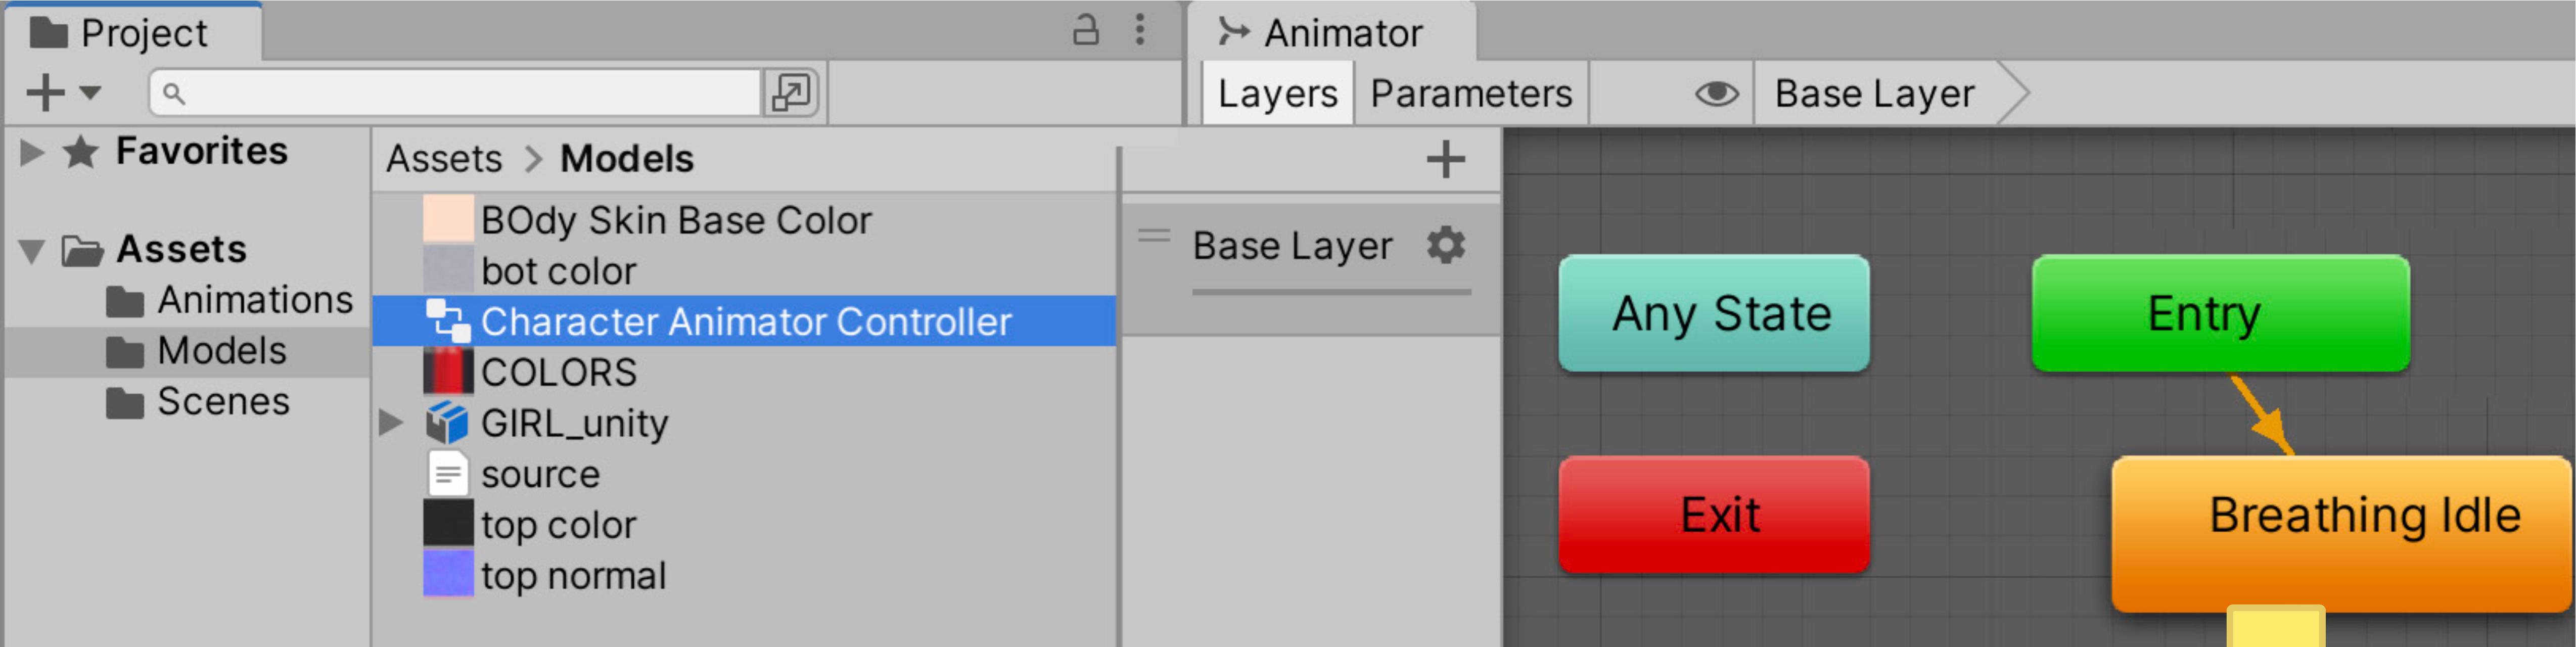 Project
Animator
Layers
Parameters
Base Layer
Favorites
Assets
Animations
Models
Scenes
Assets > Models
BOdy Skin Base Color
bot color
Character Animator Controller
COLORS
GIRL_unity
source
top color
top normal
Base Layer
Any State
Entry
Exit
Breathing Idle